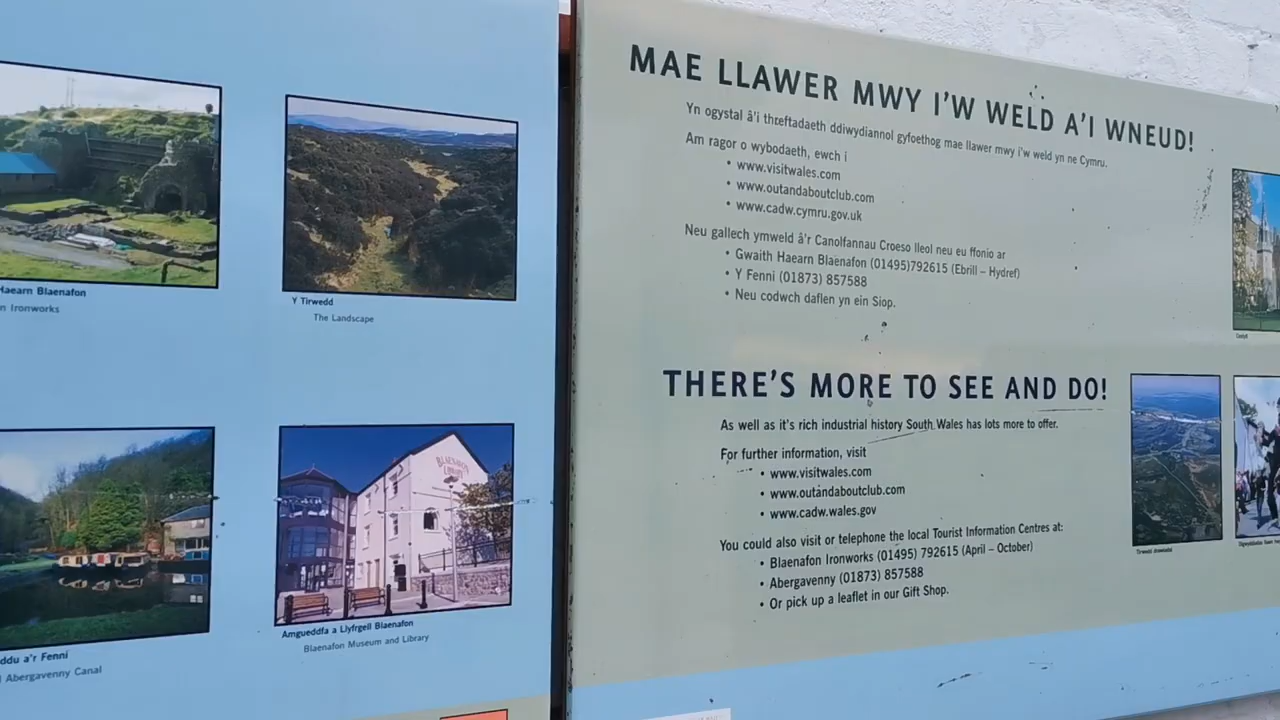 Haearn Blaenafon
n Ironworks
Y Tirwedd
The Landscape
BLAENAVON
LIBRARY
ddu a'r Fenni
Abergavenny Canal
Amgueddfa a Llyfrgell Blaenafon
Blaenafon Museum and Library
MAE LLAWER MWY I'W WELD A'I WNEUD!
Yn ogystal â'i threftadaeth ddiwydiannol gyfoethog mae llawer mwy i'w weld yn ne Cymru.
Am ragor o wybodaeth, ewch i
• www.visitwales.com
• www.outandaboutclub.com
• www.cadw.cymru.gov.uk
Neu gallech ymweld â'r Canolfannau Croeso lleol neu eu ffonio ar
• Gwaith Haearn Blaenafon (01495)792615 (Ebrill – Hydref)
• Y Fenni (01873) 857588
• Neu codwch daflen yn ein Siop.
THERE'S MORE TO SEE AND DO!
As well as it's rich industrial history South Wales has lots more to offer.
For further information, visit
• www.visitwales.com
• www.outandaboutclub.com
• www.cadw.wales.gov
You could also visit or telephone the local Tourist Information Centres at:
• Blaenafon Ironworks (01495) 792615 (April – October)
• Abergavenny (01873) 857588
• Or pick up a leaflet in our Gift Shop.